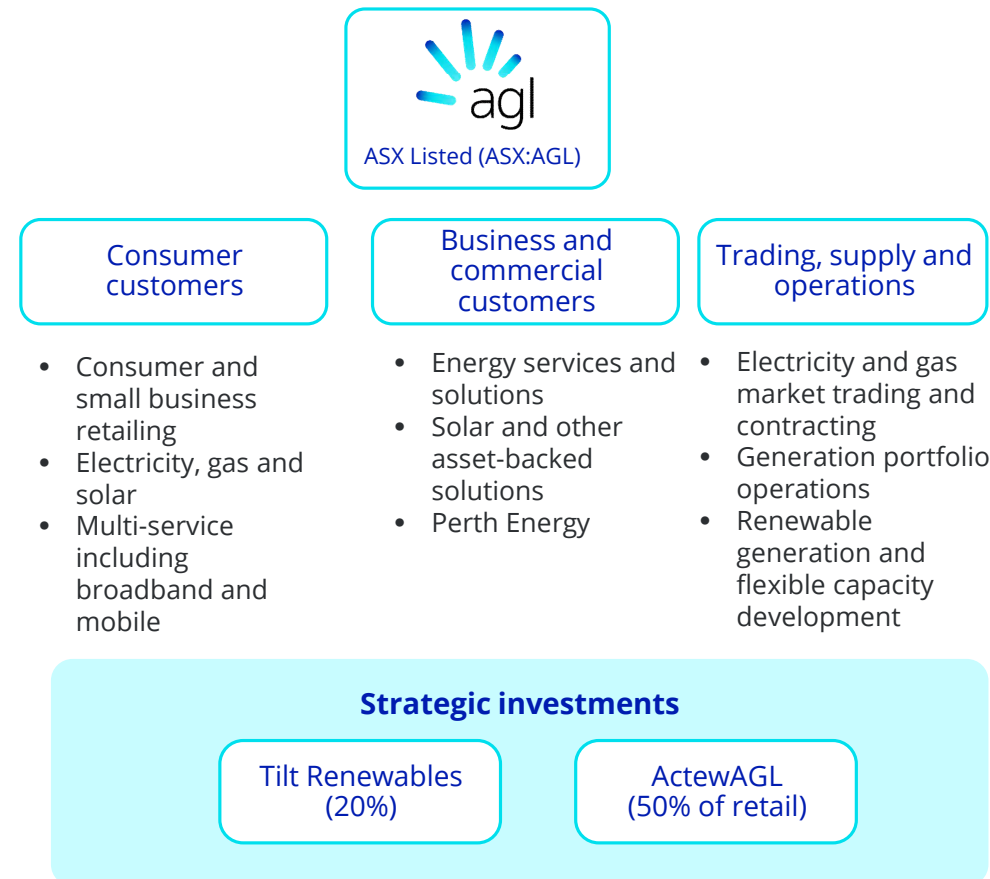 agl
ASX Listed (ASX:AGL)
Consumer
customers
• Consumer and
small business
retailing
• Electricity, gas and
solar
• Multi-service
including
broadband and
mobile
Business and
commercial
customers
• Energy services and
solutions
• Solar and other
asset-backed
solutions
• Perth Energy
Trading, supply and
operations
• Electricity and gas
market trading and
contracting
• Generation portfolio
operations
• Renewable
generation and
flexible capacity
development
Strategic investments
Tilt Renewables
(20%)
ActewAGL
(50% of retail)